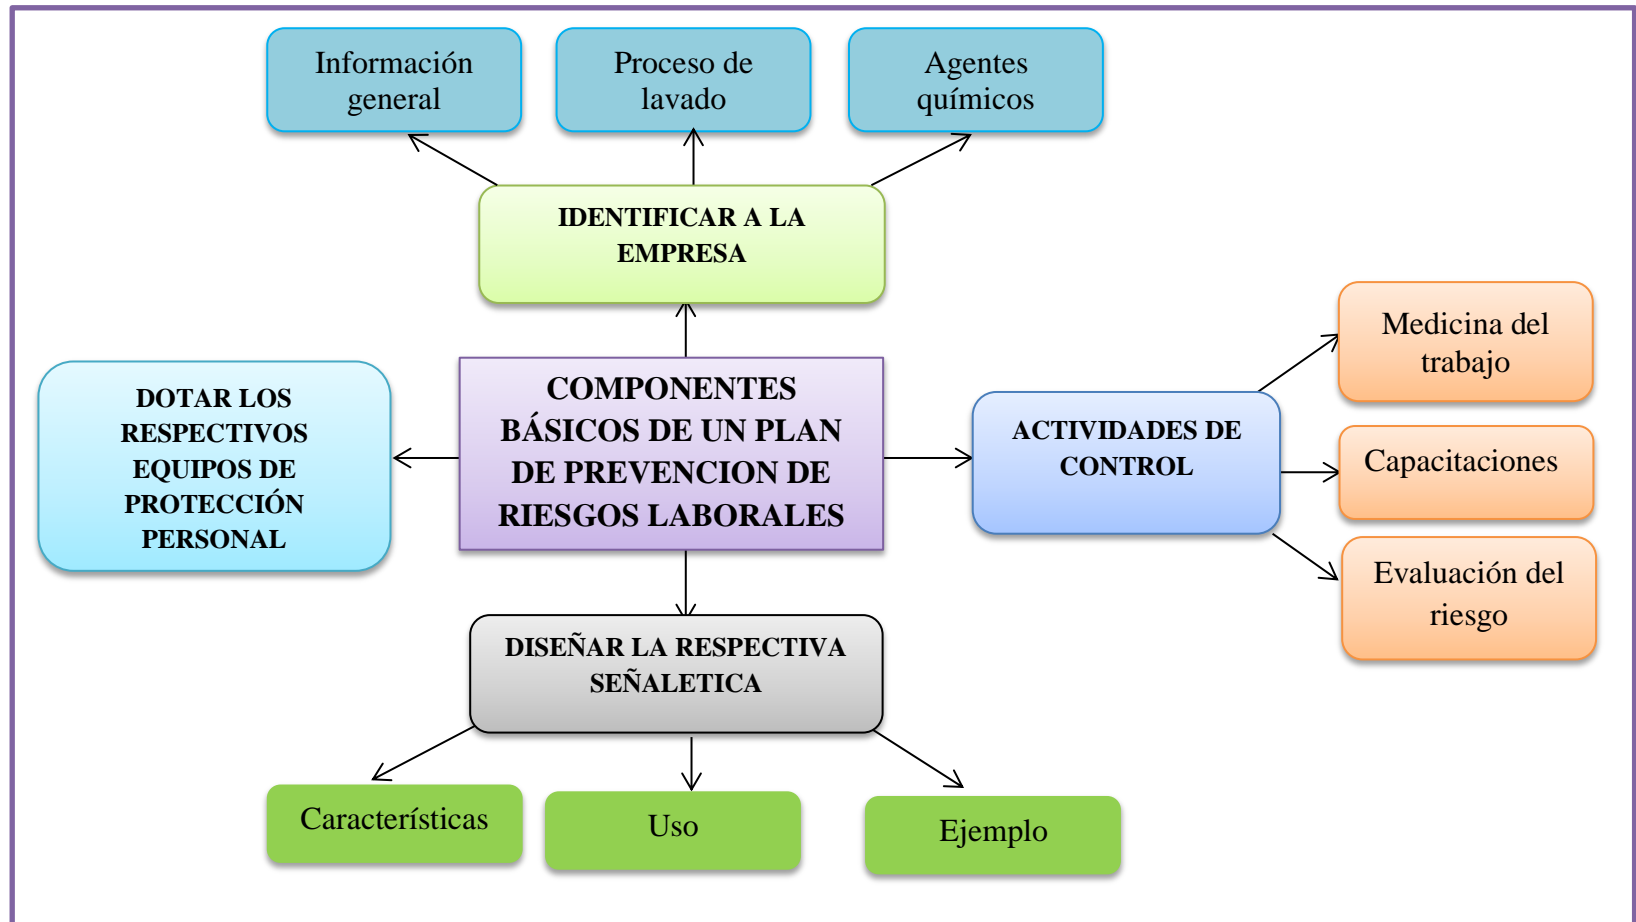 Información
general
Proceso de
lavado
Agentes
químicos
IDENTIFICAR A LA
EMPRESA
DOTAR LOS
RESPECTIVOS
EQUIPOS DE
PROTECCIÓN
PERSONAL
COMPONENTES
BÁSICOS DE UN PLAN
DE PREVENCION DE
RIESGOS LABORALES
ACTIVIDADES DE
CONTROL
Medicina del
trabajo
Capacitaciones
Evaluación del
riesgo
DISEÑAR LA RESPECTIVA
SEÑALETICA
Características
Uso
Ejemplo